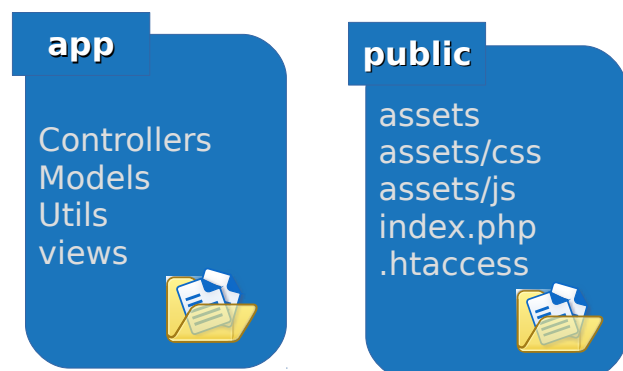 app
Controllers
Models
Utils
views
public
assets
assets/css
assets/js
index.php
.htaccess